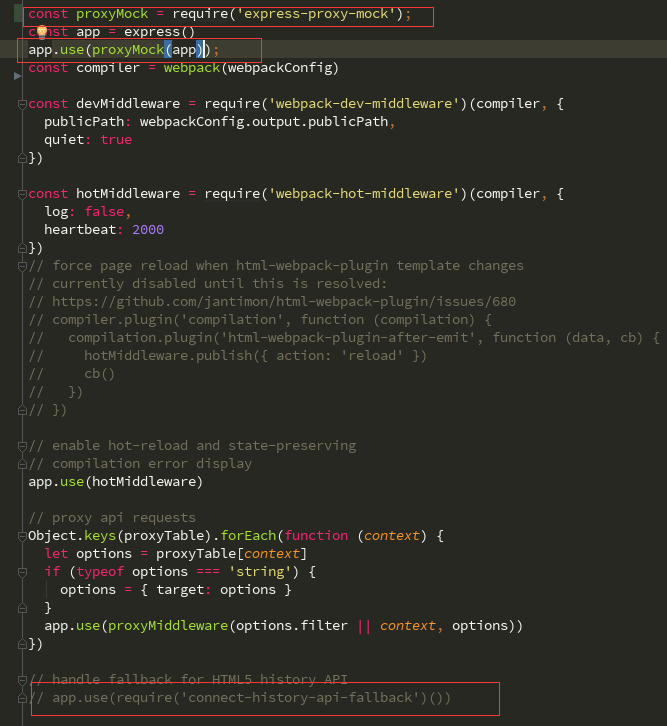 const proxyMock = require('express-proxy-mock');
const app = express()
app.use(proxyMock(app));
const compiler = webpack(webpackConfig)

const devMiddleware = require('webpack-dev-middleware')(compiler, {
  publicPath: webpackConfig.output.publicPath,
  quiet: true
})

const hotMiddleware = require('webpack-hot-middleware')(compiler, {
  log: false,
  heartbeat: 2000
})
// force page reload when html-webpack-plugin template changes
// currently disabled until this is resolved:
// https://github.com/jantimon/html-webpack-plugin/issues/680
// compiler.plugin('compilation', function (compilation) {
//   compilation.plugin('html-webpack-plugin-after-emit', function (data, cb) {
//     hotMiddleware.publish({ action: 'reload' })
//     cb()
//   })
// })

// enable hot-reload and state-preserving
// compilation error display
app.use(hotMiddleware)

// proxy api requests
Object.keys(proxyTable).forEach(function (context) {
  let options = proxyTable[context]
  if (typeof options === 'string') {
    options = { target: options }
  }
  app.use(proxyMiddleware(options.filter || context, options))
})

// handle fallback for HTML5 history API
// app.use(require('connect-history-api-fallback')())